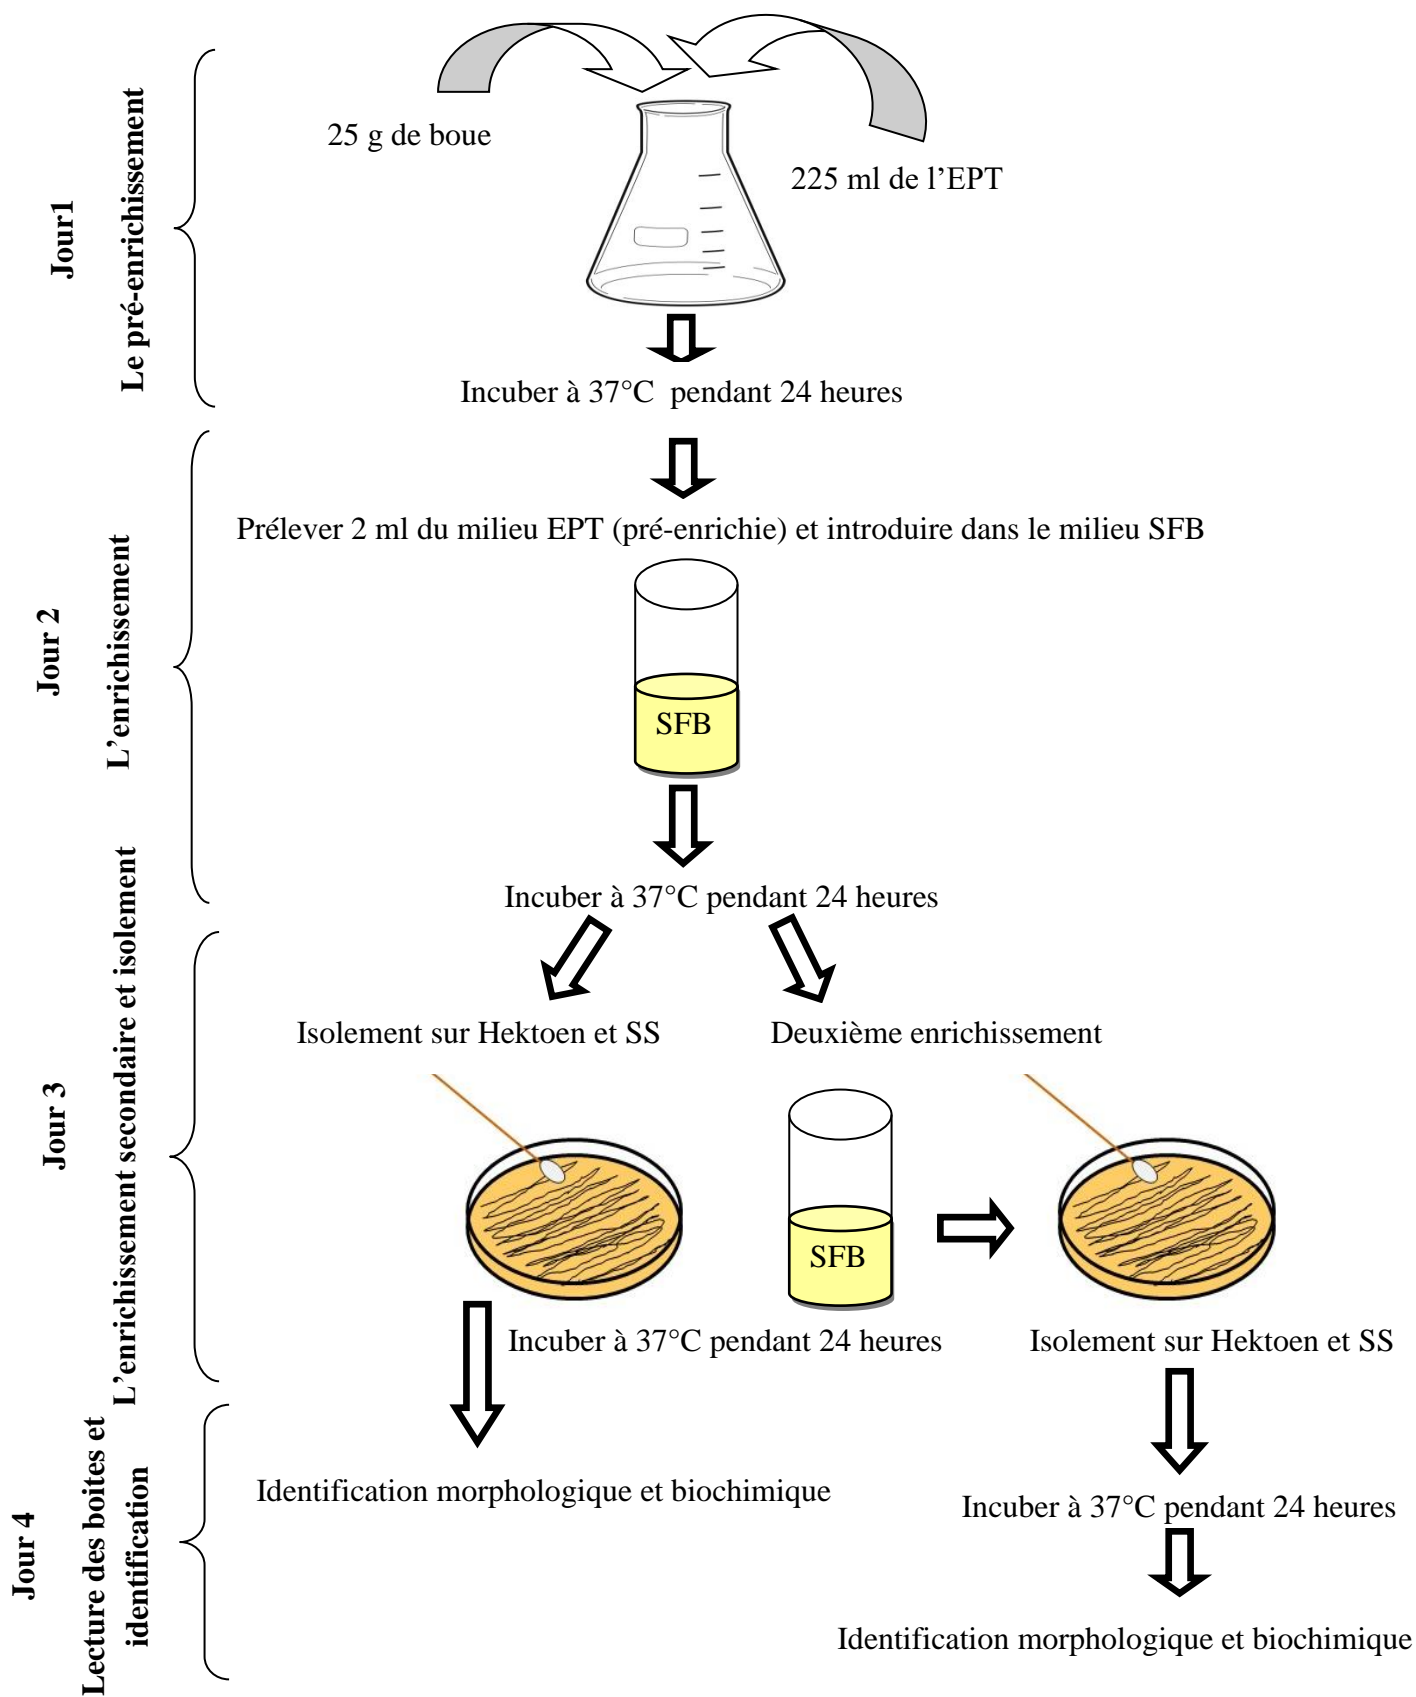 Jour1
Le pré-enrichissement
25 g de boue
225 ml de l’EPT
Incuber à 37°C  pendant 24 heures
Jour 2
L’enrichissement
Prélever 2 ml du milieu EPT (pré-enrichie) et introduire dans le milieu SFB
SFB
Incuber à 37°C pendant 24 heures
Jour 3
L’enrichissement secondaire et isolement
Isolement sur Hektoen et SS
Deuxième enrichissement
SFB
Incuber à 37°C pendant 24 heures
Isolement sur Hektoen et SS
Jour 4
Lecture des boites et
identification
Identification morphologique et biochimique
Incuber à 37°C pendant 24 heures
Identification morphologique et biochimique